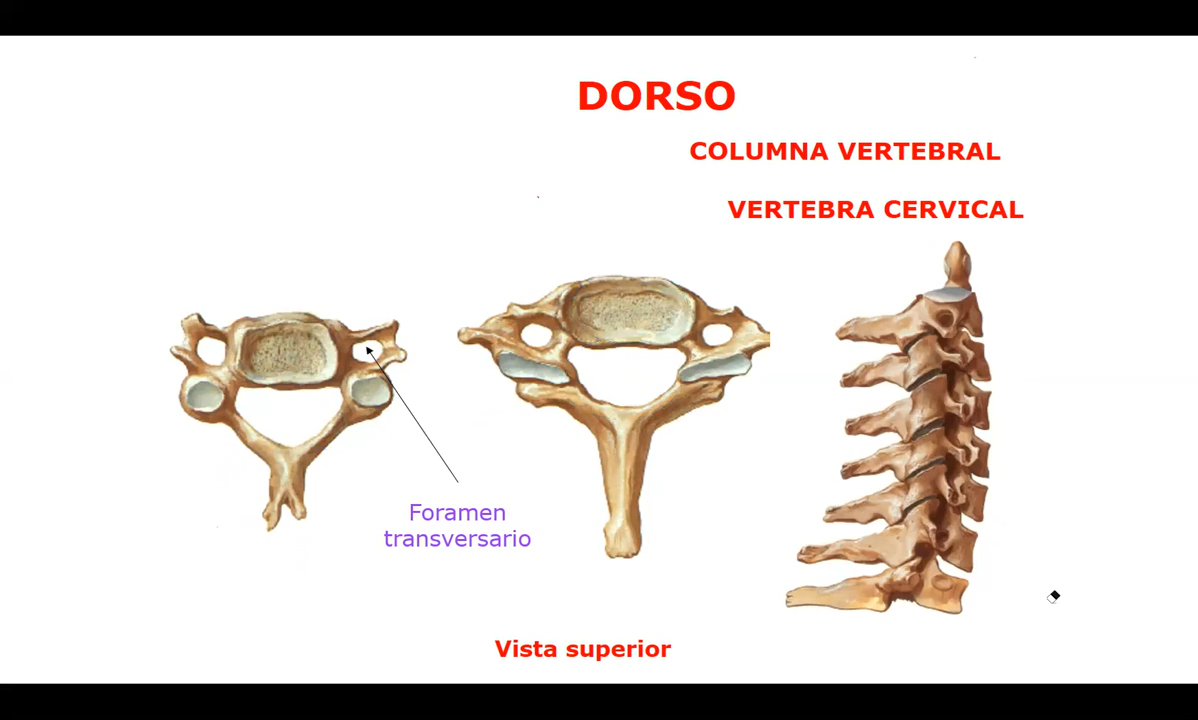 DORSO
COLUMNA VERTEBRAL
VERTEBRA CERVICAL
Foramen
transversario
Vista superior